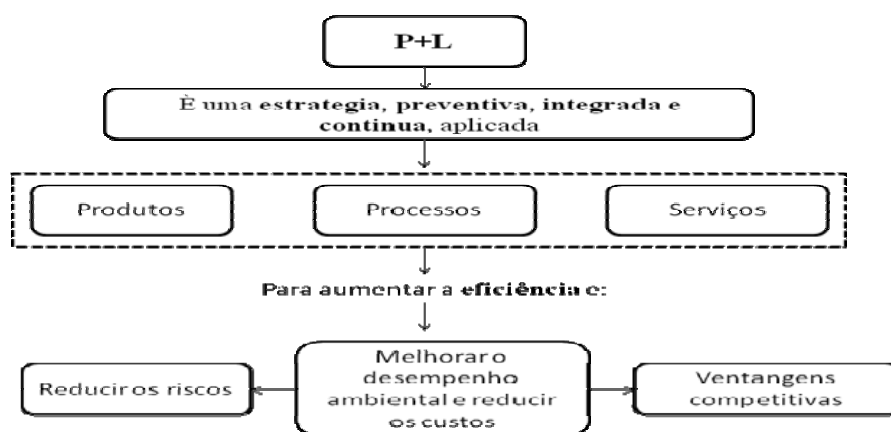 P+L
È uma estrategia, preventiva, integrada e
continua, aplicada
Produtos
Processos
Serviços
Para aumentar a eficiência e:
Reducir os riscos
Melhorar o
desempenho
ambiental e reducir
os custos
Ventangens
competitivas